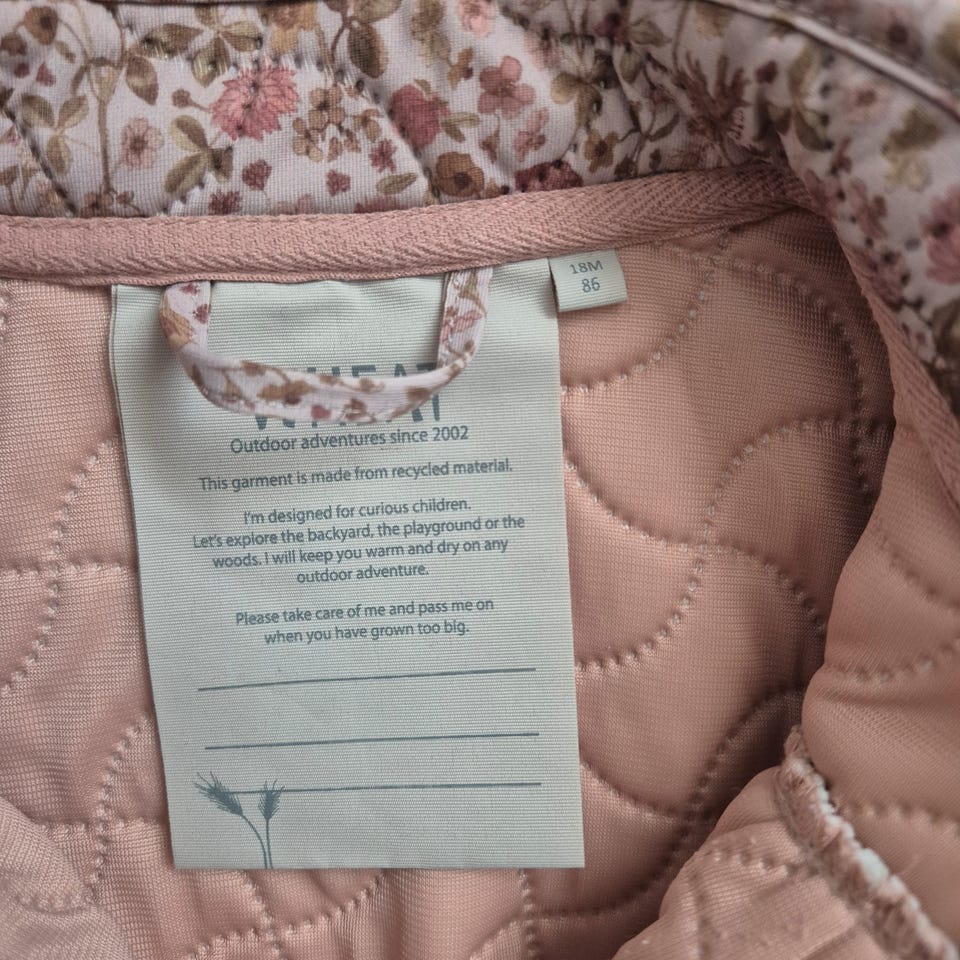 18M
86
WHEAT
Outdoor adventures since 2002
This garment is made from recycled material.
I'm designed for curious children.
Let's explore the backyard, the playground or the
woods. I will keep you warm and dry on any
outdoor adventure.
Please take care of me and pass me on
when you have grown too big.